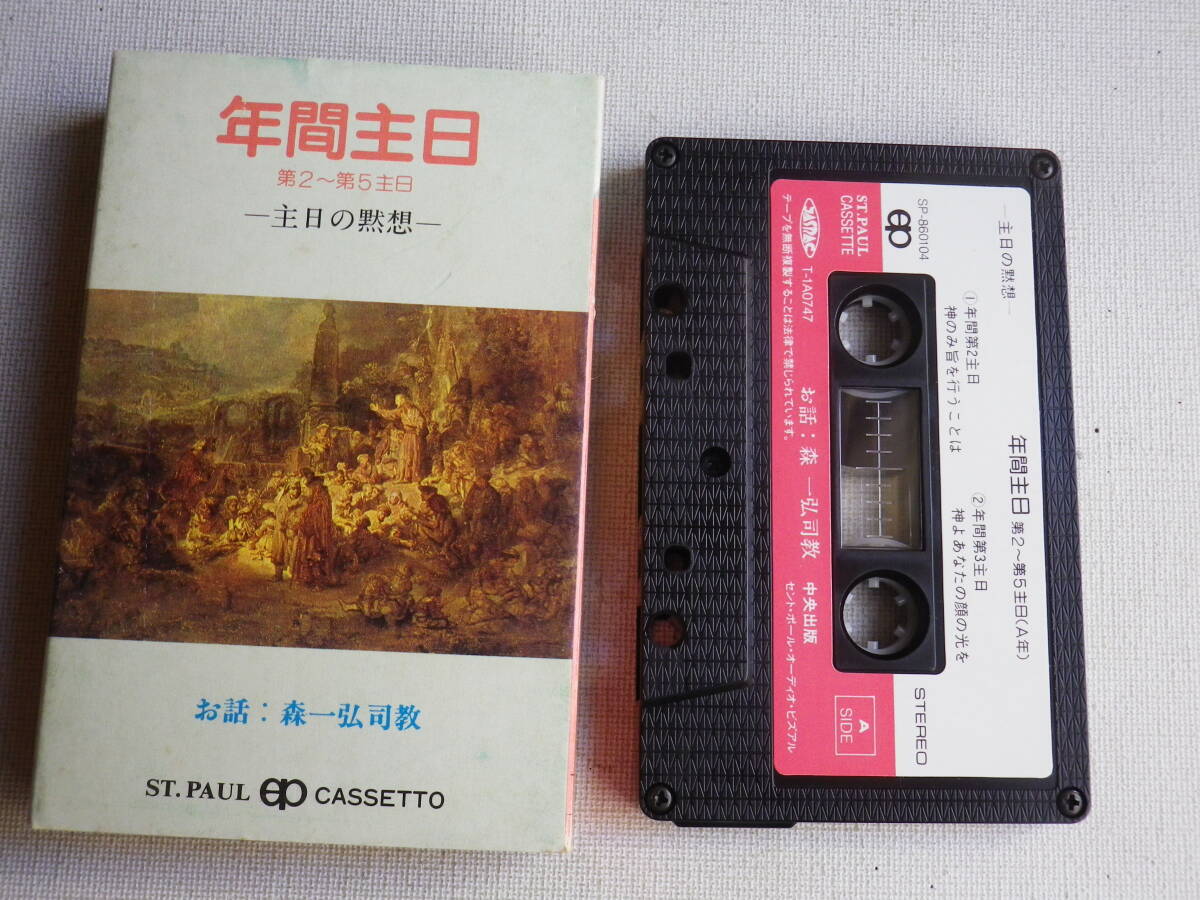 年間主日
第2〜第5主日
―主日の黙想―
お話：森一弘司教
ST. PAUL ep CASSETTO
―主日の黙想―
年間主日 第2〜第5主日(A年)
①年間第2主日
神のみ旨を行うことは
②年間第3主日
神よあなたの顔の光を
SP-860104
ep
STEREO
ST. PAUL
CASSETTE
JASRAC
T-1A0747
テープを無断複製することは法律で禁じられています。
お話：森 一弘司教
中央出版
セント・ポール・オーディオ・ビズアル
A
SIDE